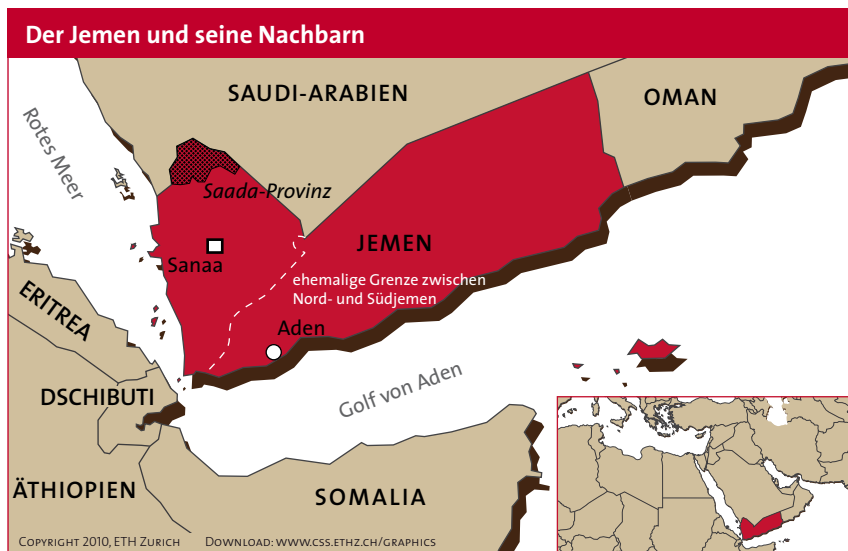 Der Jemen und seine Nachbarn
SAUDI-ARABIEN
OMAN
Rotes Meer
Saada-Provinz
JEMEN
Sanaa
ehemalige Grenze zwischen
Nord- und Südjemen
ERITREA
Aden
DSCHIBUTI
Golf von Aden
ÄTHIOPIEN
SOMALIA
COPYRIGHT 2010, ETH ZURICH DOWNLOAD: WWW.CSS.ETHZ.CH/GRAPHICS